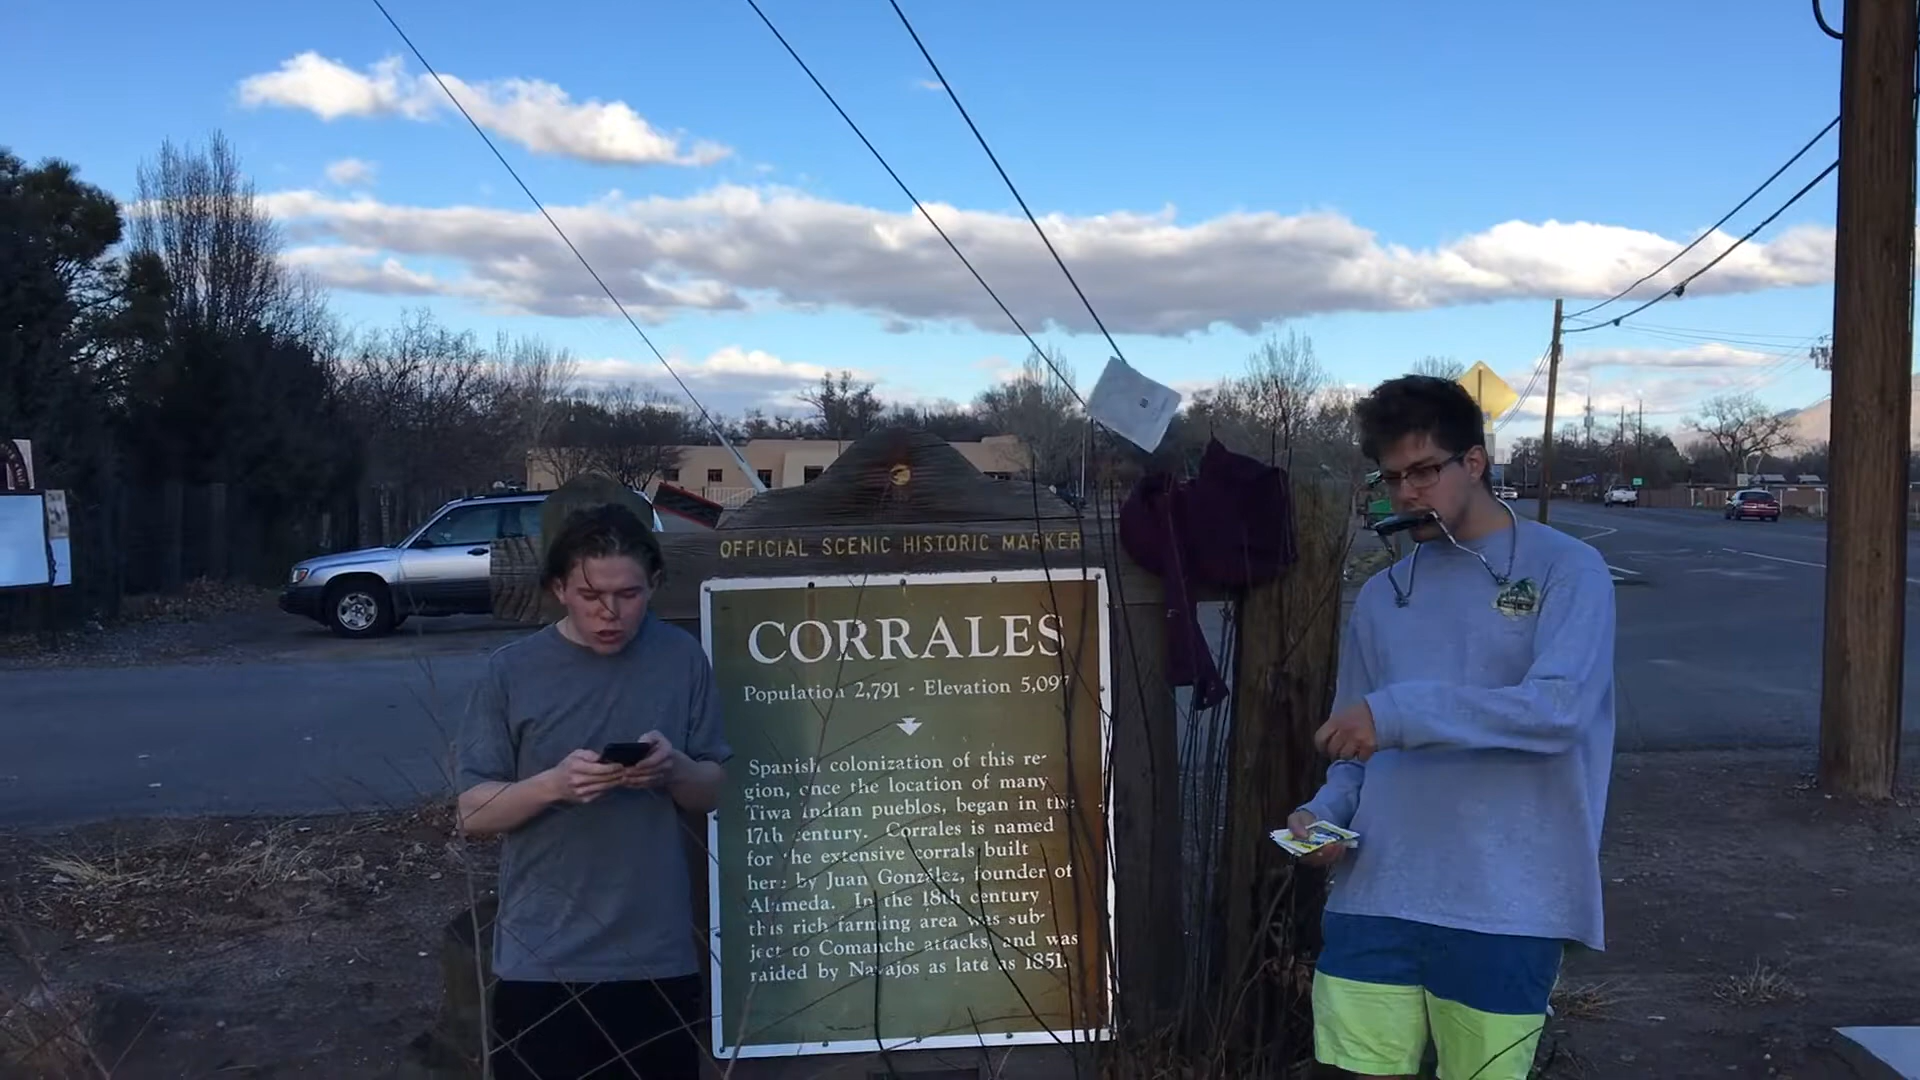 OFFICIAL SCENIC HISTORIC MARKER
CORRALES
Population 2,791 - Elevation 5,097
Spanish colonization of this re-
gion, once the location of many
Tiwa Indian pueblos, began in the
17th century. Corrales is named
for the extensive corrals built
here by Juan González, founder of
Alameda. In the 18th century
this rich farming area was sub-
ject to Comanche attacks, and was
raided by Navajos as late as 1851.